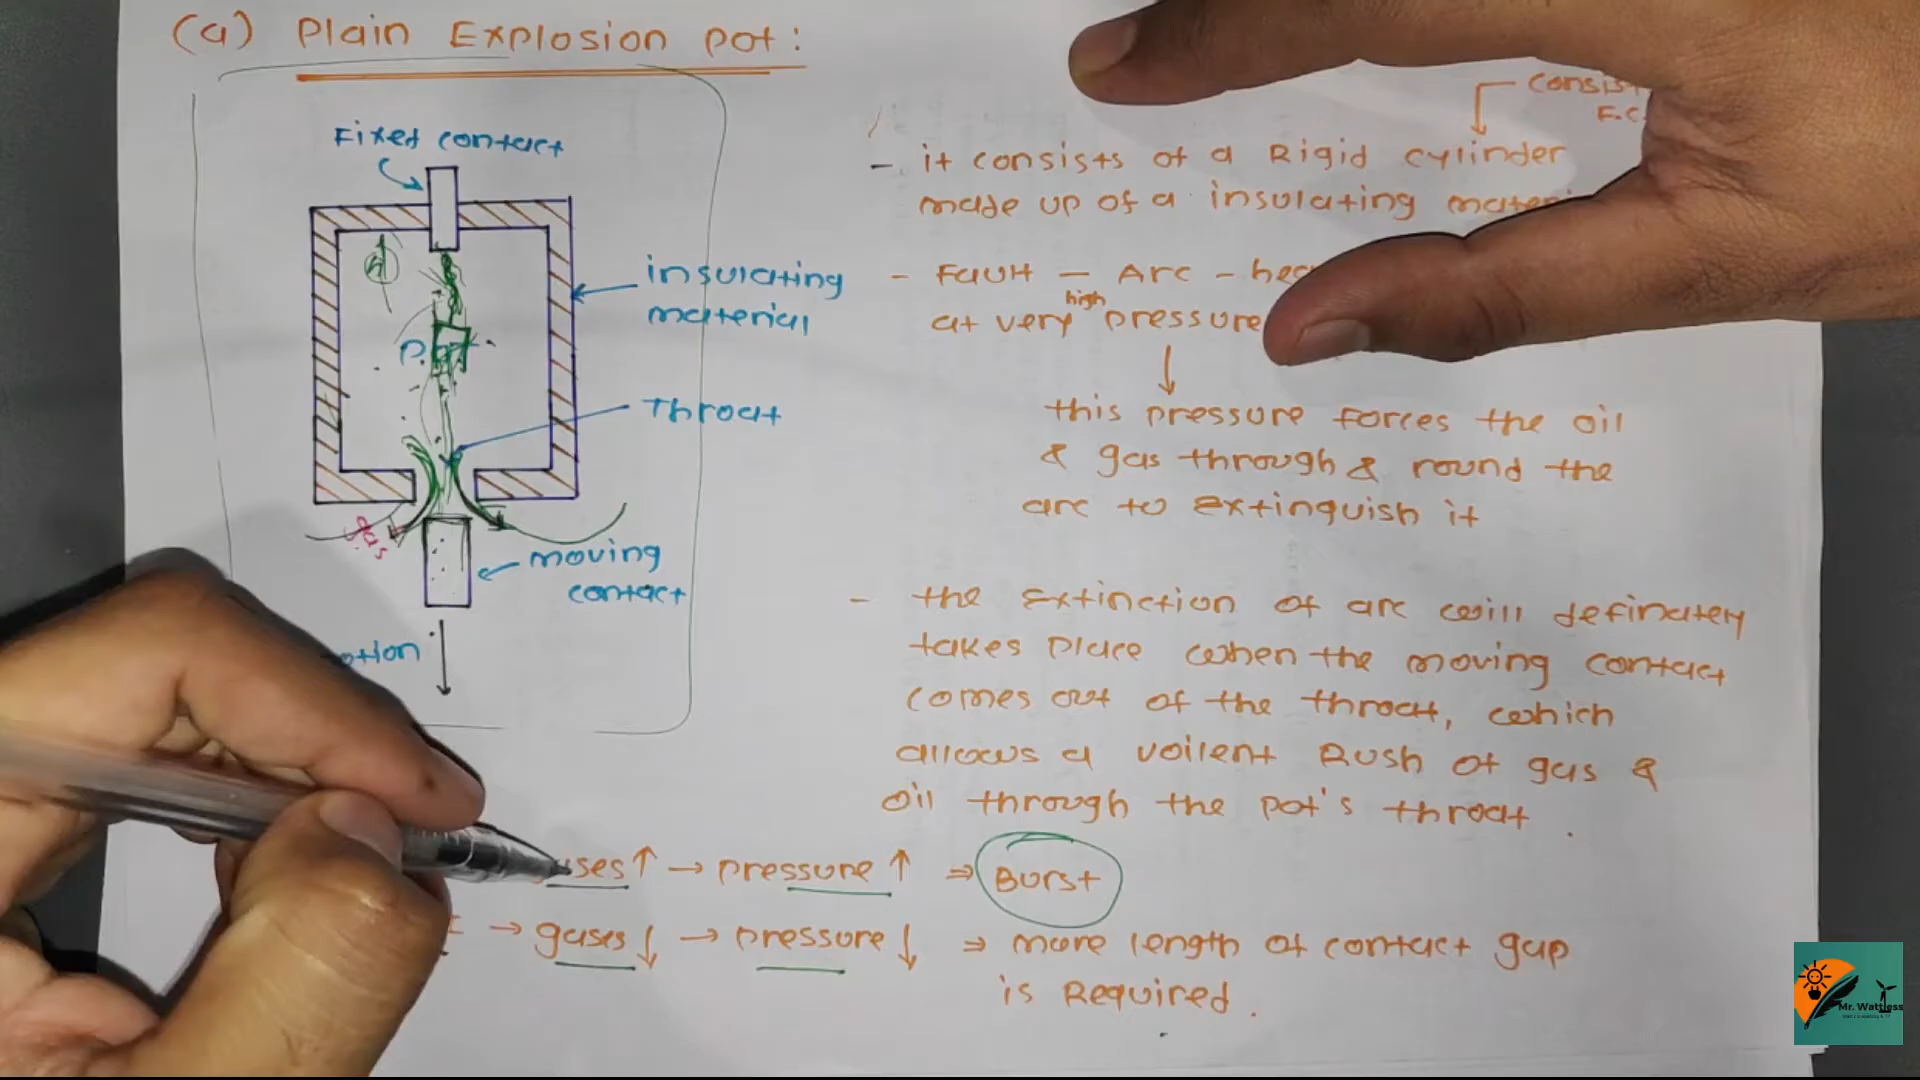 (a) Plain Explosion pot:
Fixed contact
insulating
material
Throat
gas
moving
contact
P
- it consists of a Rigid cylinder
made up of a insulating
- Fault - Arc -
at very high pressure
this pressure forces the oil
& gas through & round the
arc to extinguish it
- the Extinction of arc will definately
takes place when the moving contact
comes out of the throat, which
allows a voilent Rush of gas &
oil through the pot's throat.
↑ → pressure ↑ ⇒ Burst
→ gases ↓ → pressure ↓ ⇒ more length of contact gap
is Required.
Mr. Wattless